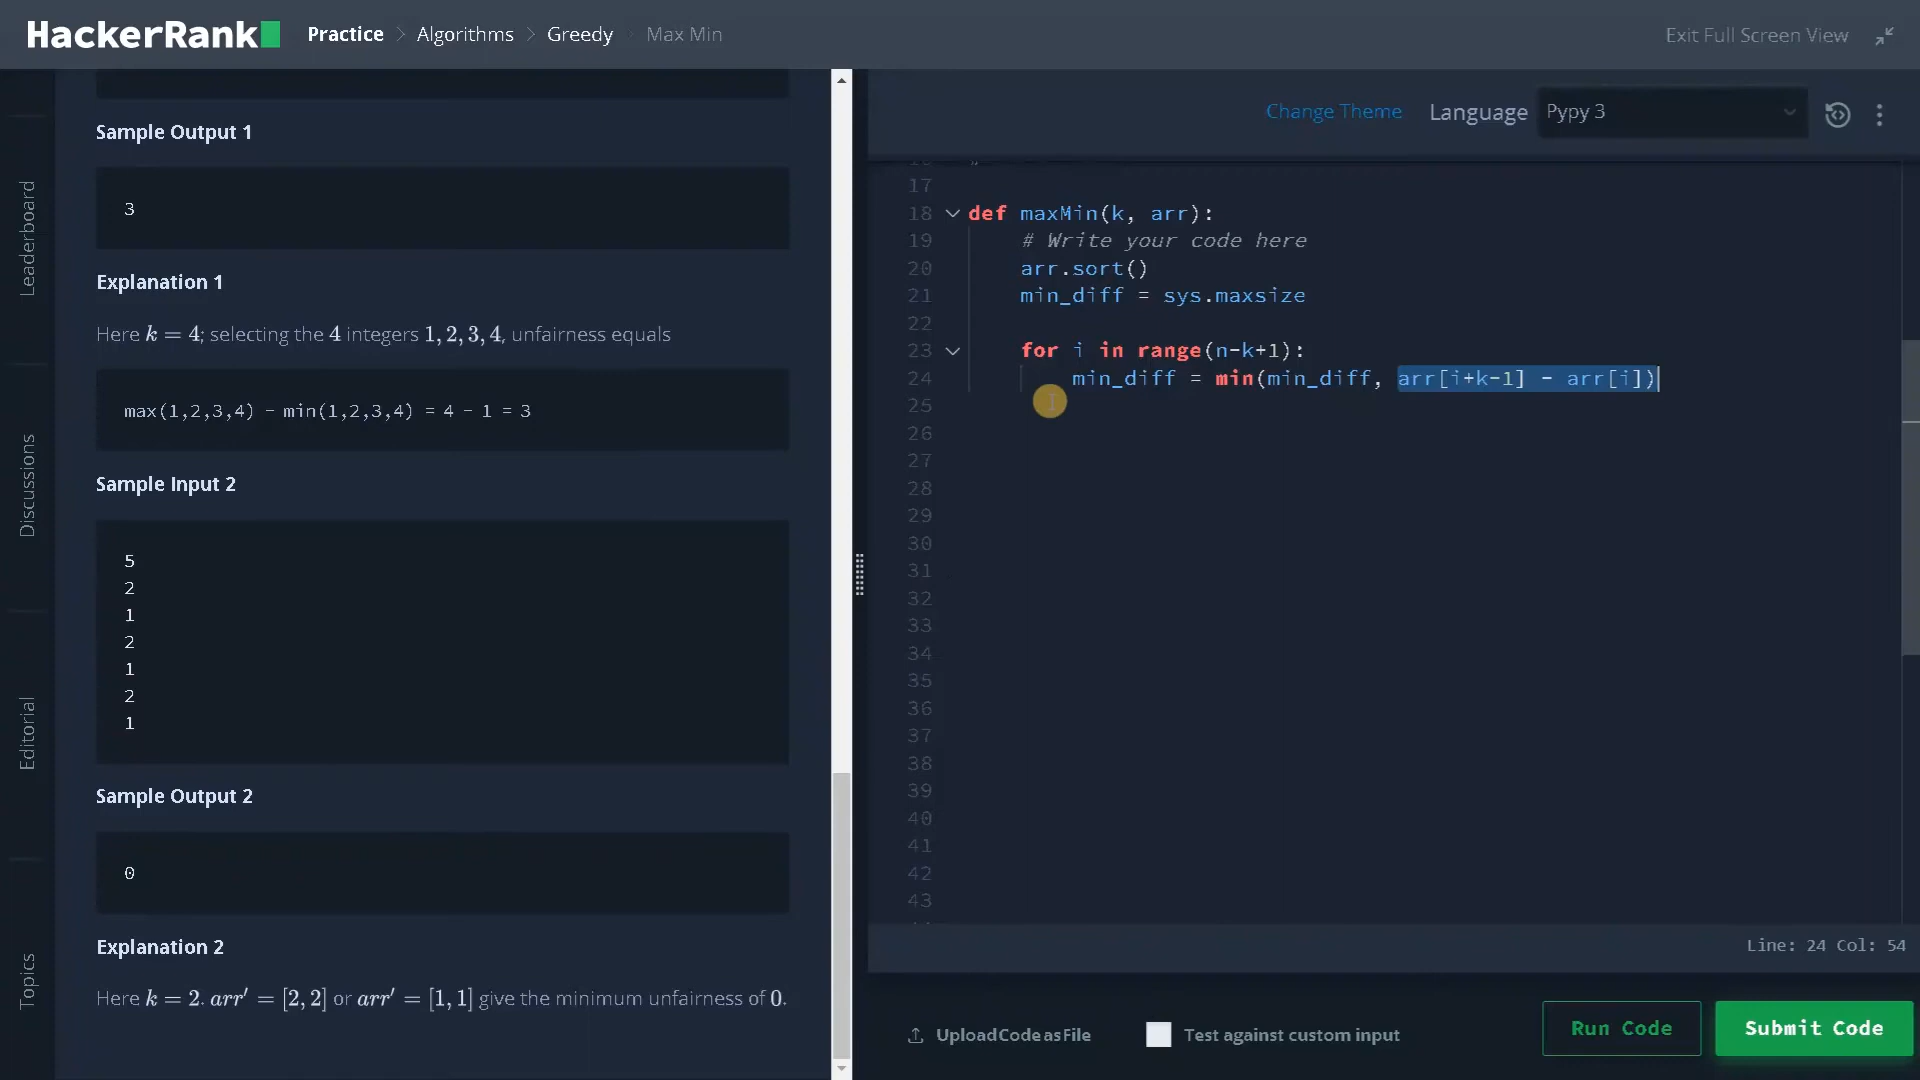 HackerRank
Practice > Algorithms > Greedy > Max Min
Exit Full Screen View
Leaderboard
Discussions
Editorial
Topics
Sample Output 1
3
Explanation 1
Here k = 4; selecting the 4 integers 1, 2, 3, 4, unfairness equals
max(1,2,3,4) - min(1,2,3,4) = 4 - 1 = 3
Sample Input 2
5
2
1
2
1
2
1
Sample Output 2
0
Explanation 2
Here k = 2. arr' = [2, 2] or arr' = [1, 1] give the minimum unfairness of 0.
Change Theme
Language
Pypy 3
17
18 def maxMin(k, arr):
19 # Write your code here
20 arr.sort()
21 min_diff = sys.maxsize
22
23 for i in range(n-k+1):
24 min_diff = min(min_diff, arr[i+k-1] - arr[i])
25
26
27
28
29
30
31
32
33
34
35
36
37
38
39
40
41
42
43
Line: 24 Col: 54
Upload Code as File
Test against custom input
Run Code
Submit Code